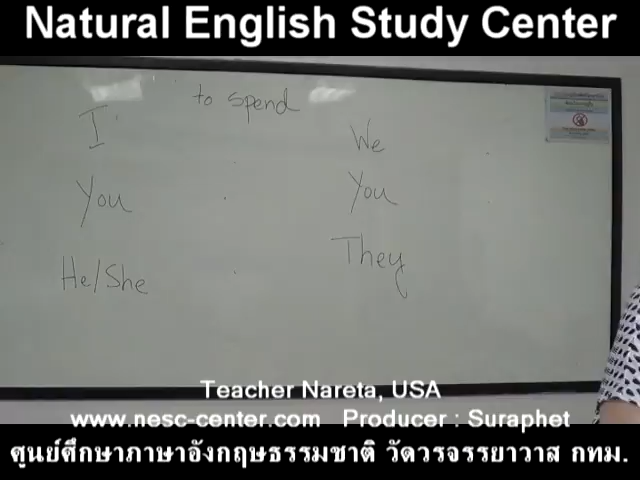 Natural English Study Center
to spend
I
We
You
You
He/She
They
Teacher Nareta, USA
www.nesc-center.com Producer : Suraphet
ศูนย์ศึกษาภาษาอังกฤษธรรมชาติ วัดวรจรรยาวาส กทม.